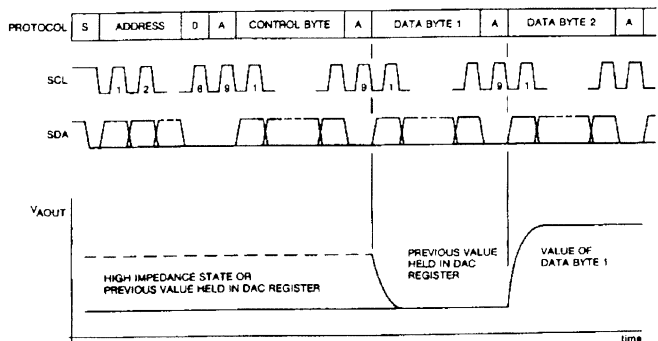 PROTOCOL S ADDRESS 0 A CONTROL BYTE A DATA BYTE 1 A DATA BYTE 2 A
SCL 1 2 8 9 1 9 1 9 1
SDA
VAOUT
HIGH IMPEDANCE STATE OR
PREVIOUS VALUE HELD IN DAC REGISTER
PREVIOUS VALUE
HELD IN DAC
REGISTER
VALUE OF
DATA BYTE 1
time